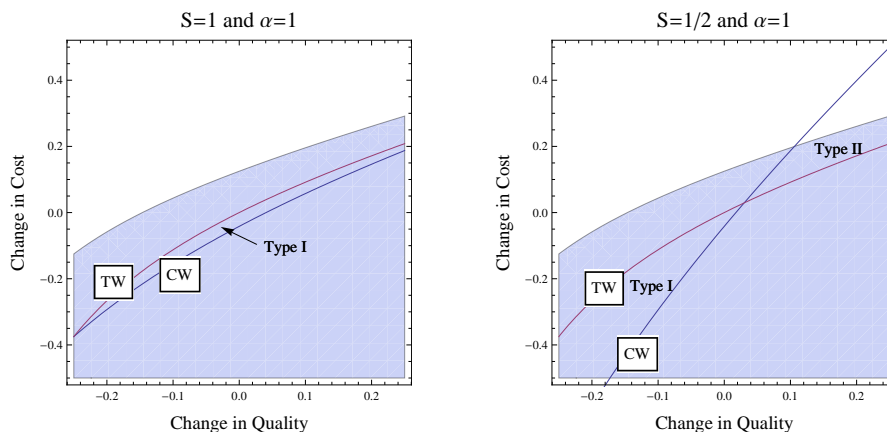 S=1 and α=1
0.4
0.2
0.0
−0.2
−0.4
Change in Cost
Type I
TW
CW
−0.2
−0.1
0.0
0.1
0.2
Change in Quality
S=1/2 and α=1
0.4
0.2
0.0
−0.2
−0.4
Change in Cost
Type II
Type I
TW
CW
−0.2
−0.1
0.0
0.1
0.2
Change in Quality